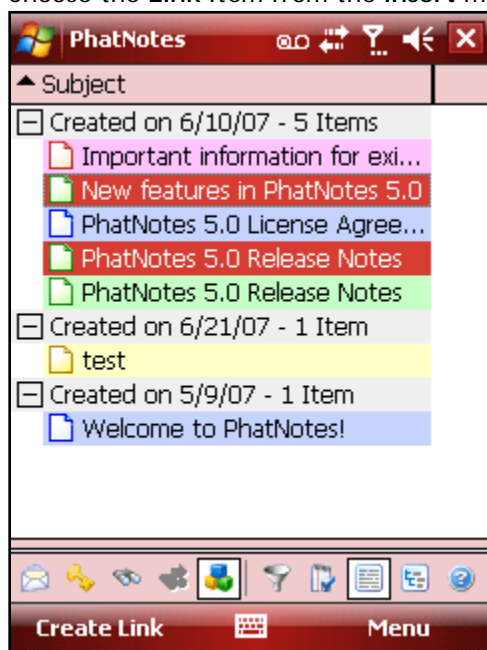 choose the Link item from the Insert m
PhatNotes
Subject
Created on 6/10/07 - 5 Items
Important information for exi...
New features in PhatNotes 5.0
PhatNotes 5.0 License Agree...
PhatNotes 5.0 Release Notes
PhatNotes 5.0 Release Notes
Created on 6/21/07 - 1 Item
test
Created on 5/9/07 - 1 Item
Welcome to PhatNotes!
Create Link
Menu